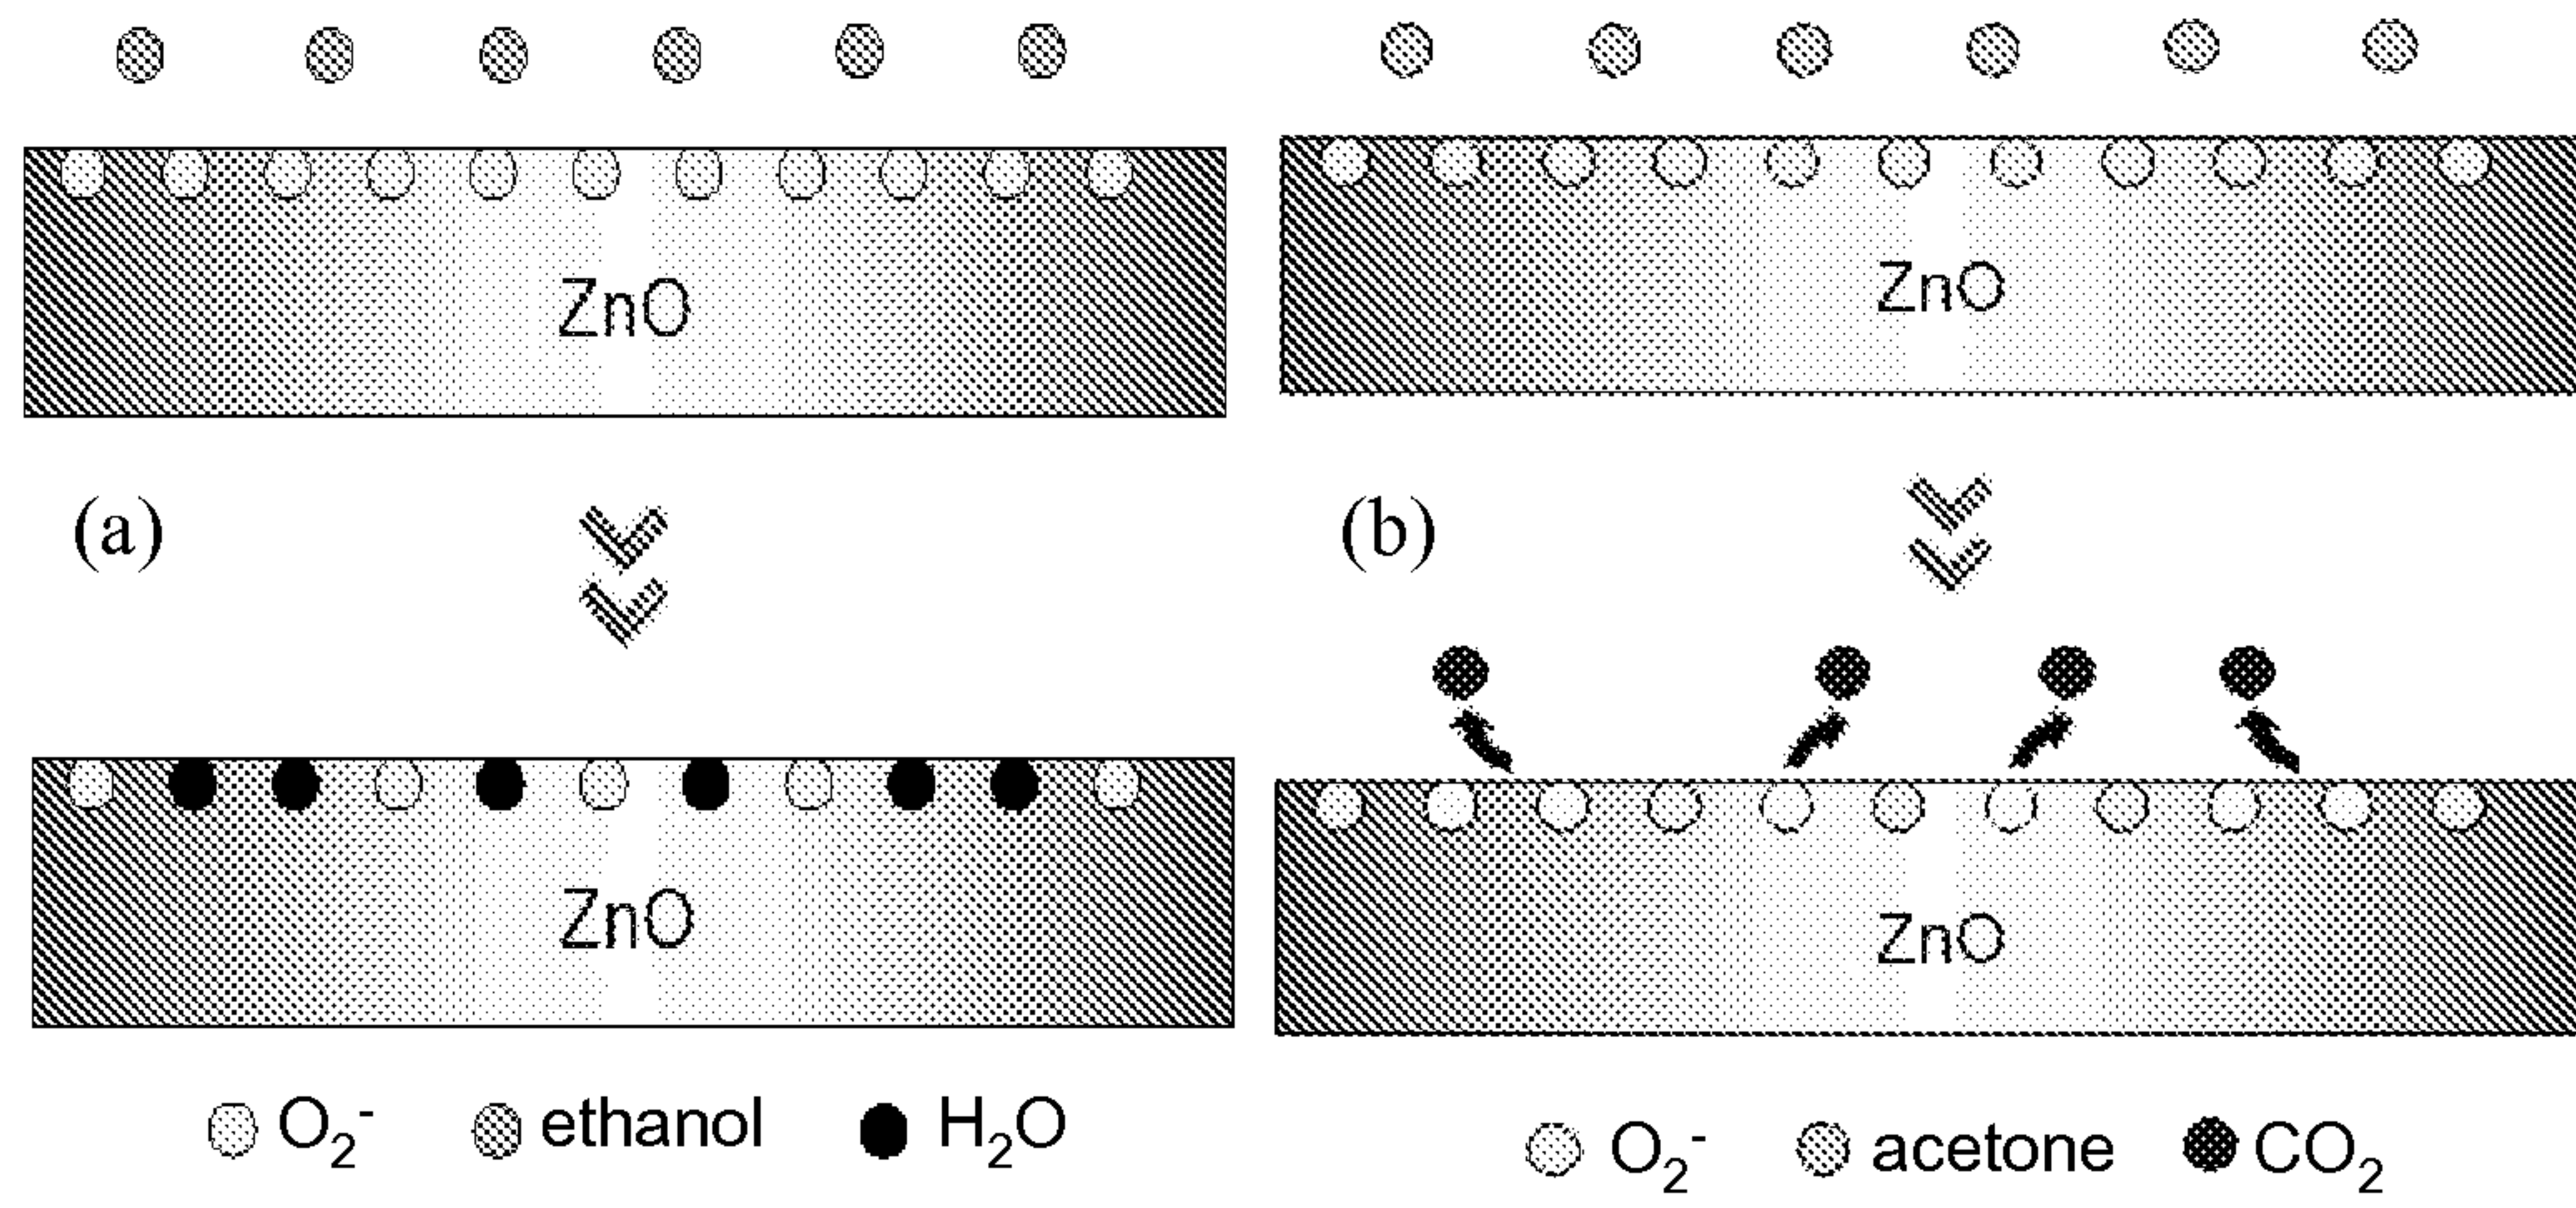 ZnO
ZnO
(a)
(b)
ZnO
ZnO
O₂⁻ ethanol H₂O
O₂⁻ acetone CO₂